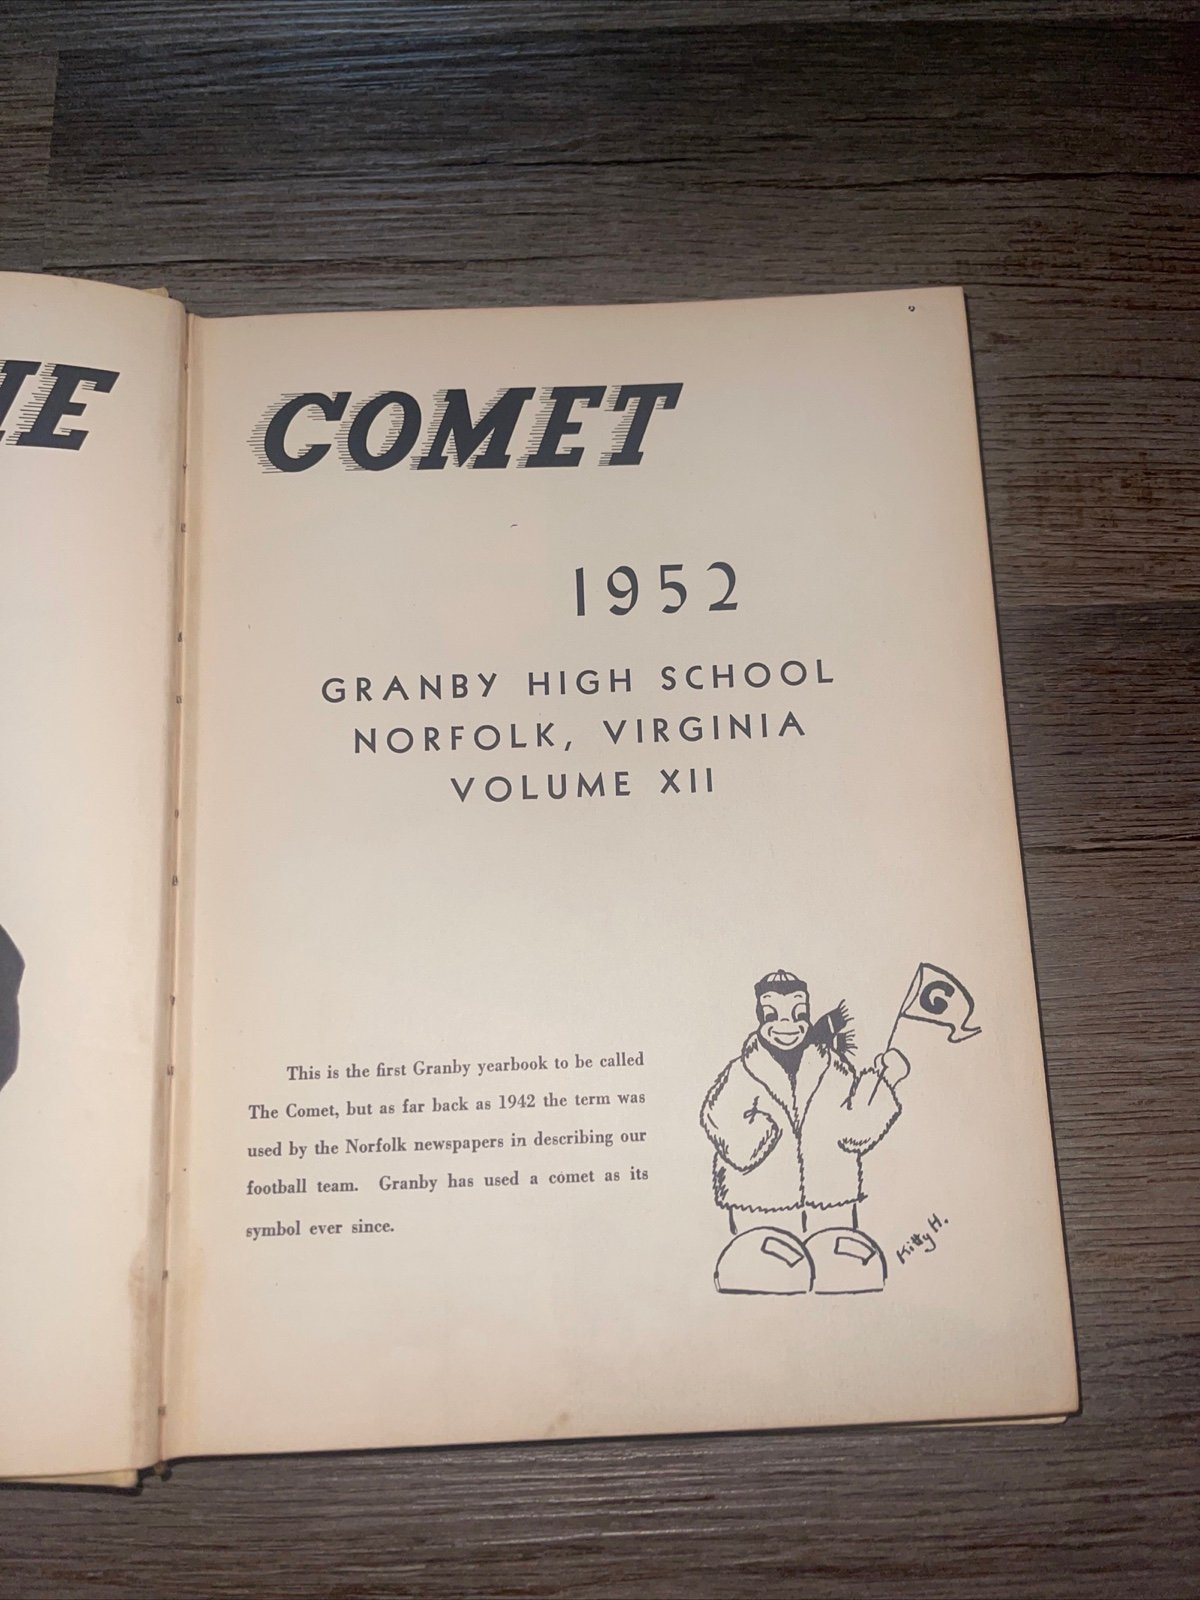 HE COMET
1952
GRANBY HIGH SCHOOL
NORFOLK, VIRGINIA
VOLUME XII
G
This is the first Granby yearbook to be called
The Comet, but as far back as 1942 the term was
used by the Norfolk newspapers in describing our
football team. Granby has used a comet as its
symbol ever since.
Kitty H.